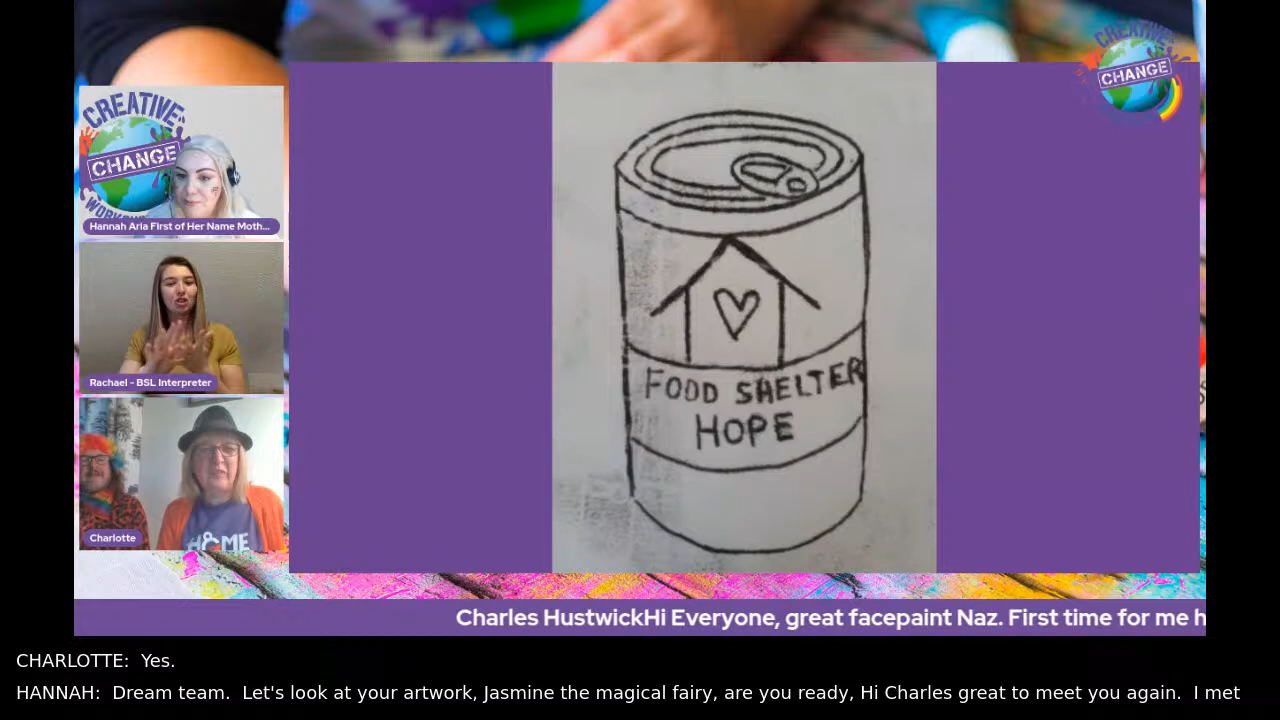 CREATIVE
CHANGE
CREATIVE
CHANGE
Hannah Aria First of Her Name Moth...
Rachael - BSL Interpreter
HOME
Charlotte
FOOD SHELTER
HOPE
Charles HustwickHi Everyone, great facepaint Naz. First time for me h
CHARLOTTE: Yes.
HANNAH: Dream team. Let's look at your artwork, Jasmine the magical fairy, are you ready, Hi Charles great to meet you again. I met